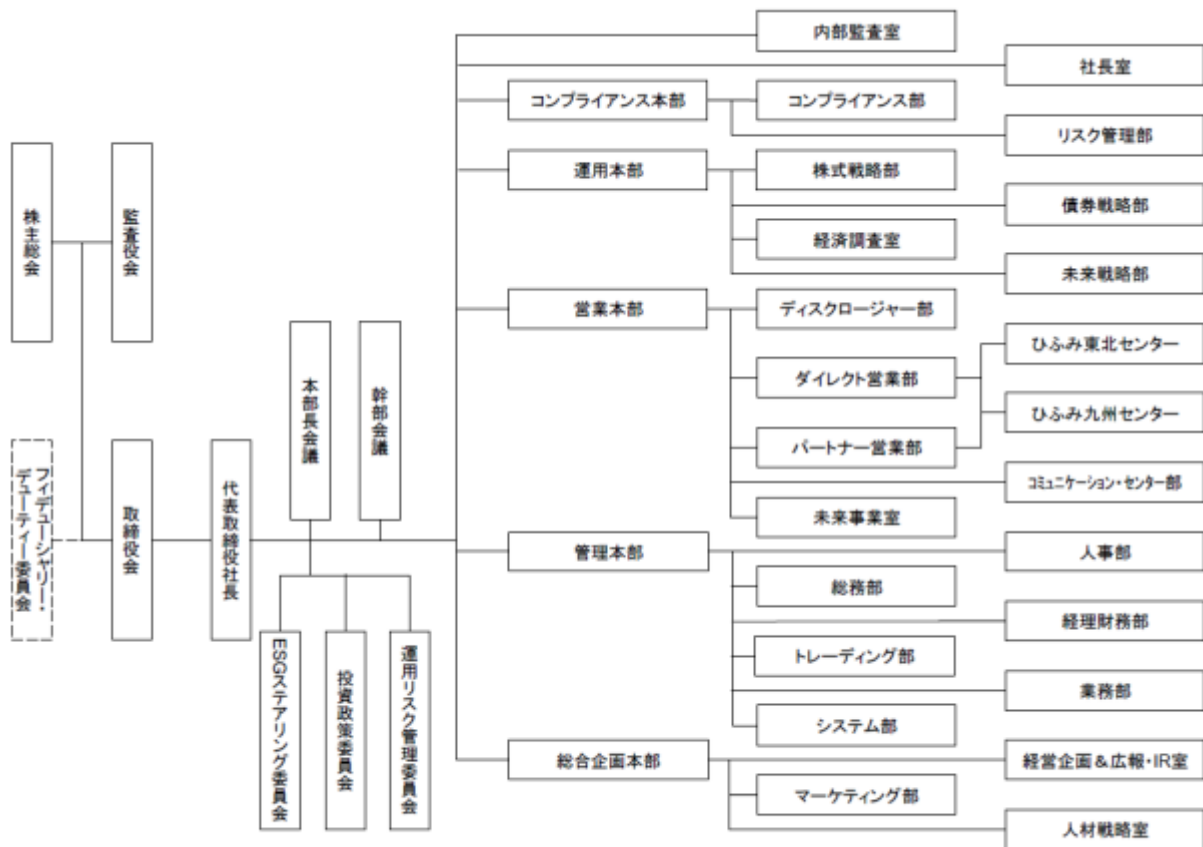 内部監査室
社長室
コンプライアンス本部
コンプライアンス部
リスク管理部
運用本部
株式戦略部
債券戦略部
経済調査室
未来戦略部
株主総会
監査役会
営業本部
ディスクロージャー部
ひふみ東北センター
ダイレクト営業部
ひふみ九州センター
パートナー営業部
コミュニケーション・センター部
未来事業室
本部長会議
幹部会議
フィデューシャリー・
デューティー委員会
取締役会
代表取締役社長
管理本部
人事部
総務部
経理財務部
トレーディング部
業務部
システム部
ESGステアリング委員会
投資政策委員会
運用リスク管理委員会
総合企画本部
経営企画&広報・IR室
マーケティング部
人材戦略室